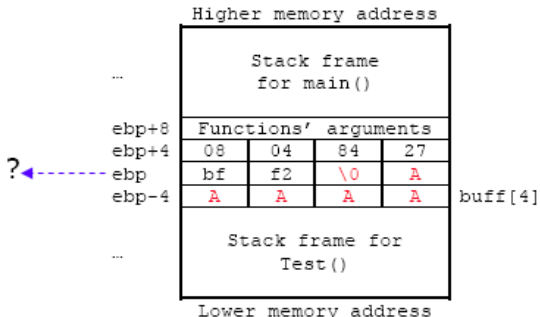 Higher memory address
Stack frame
for main()
…
ebp+8 Functions' arguments
ebp+4 08 04 84 27
? ebp bf f2 \0 A
ebp-4 A A A A buff[4]
Stack frame for
Test()
…
Lower memory address